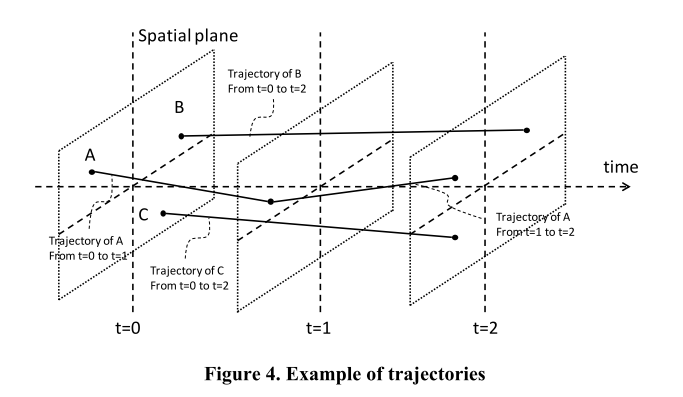 Spatial plane
Trajectory of B
From t=0 to t=2
B
A
time
C
Trajectory of A
From t=1 to t=2
Trajectory of A
From t=0 to t=1
Trajectory of C
From t=0 to t=2
t=0
t=1
t=2
Figure 4. Example of trajectories